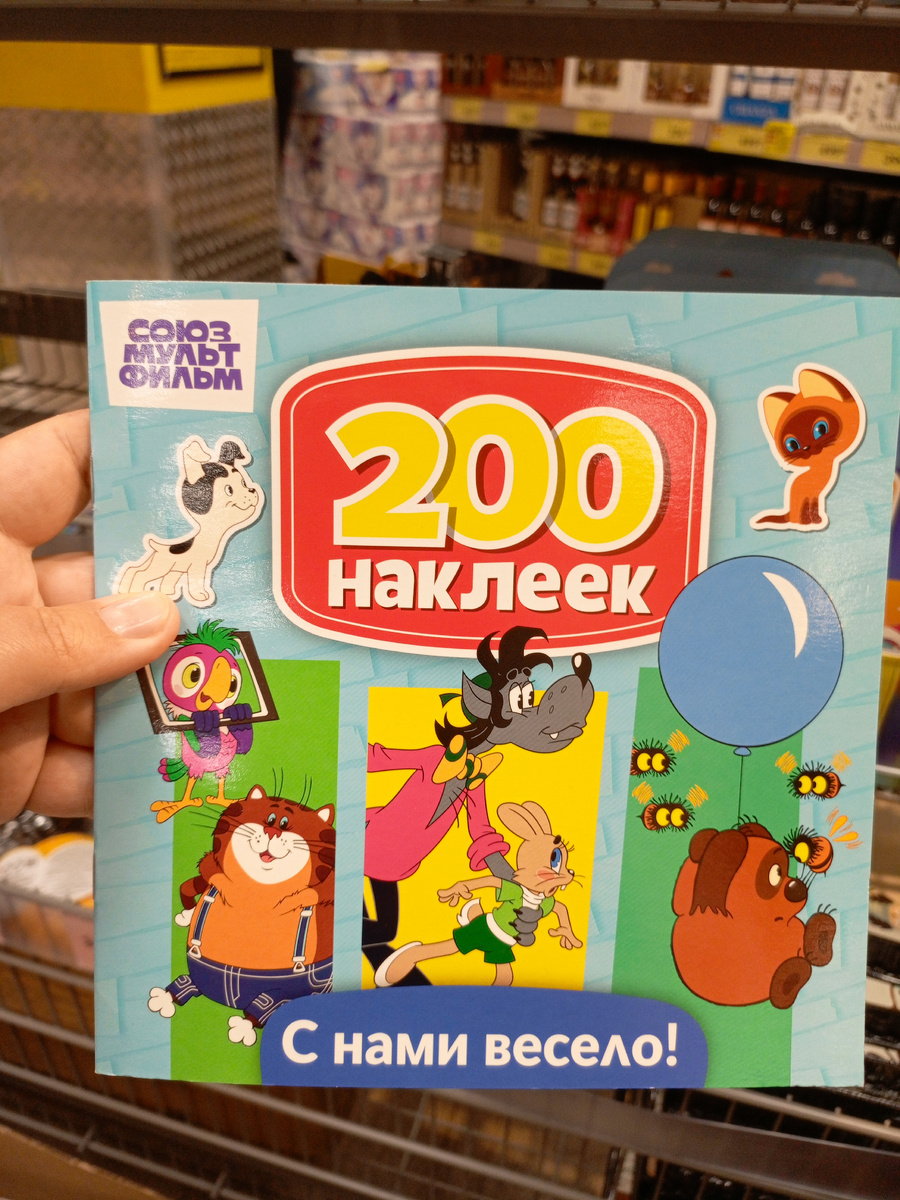 СОЮЗ
МУЛЬТ
ФИЛЬМ
200
наклеек
С нами весело!